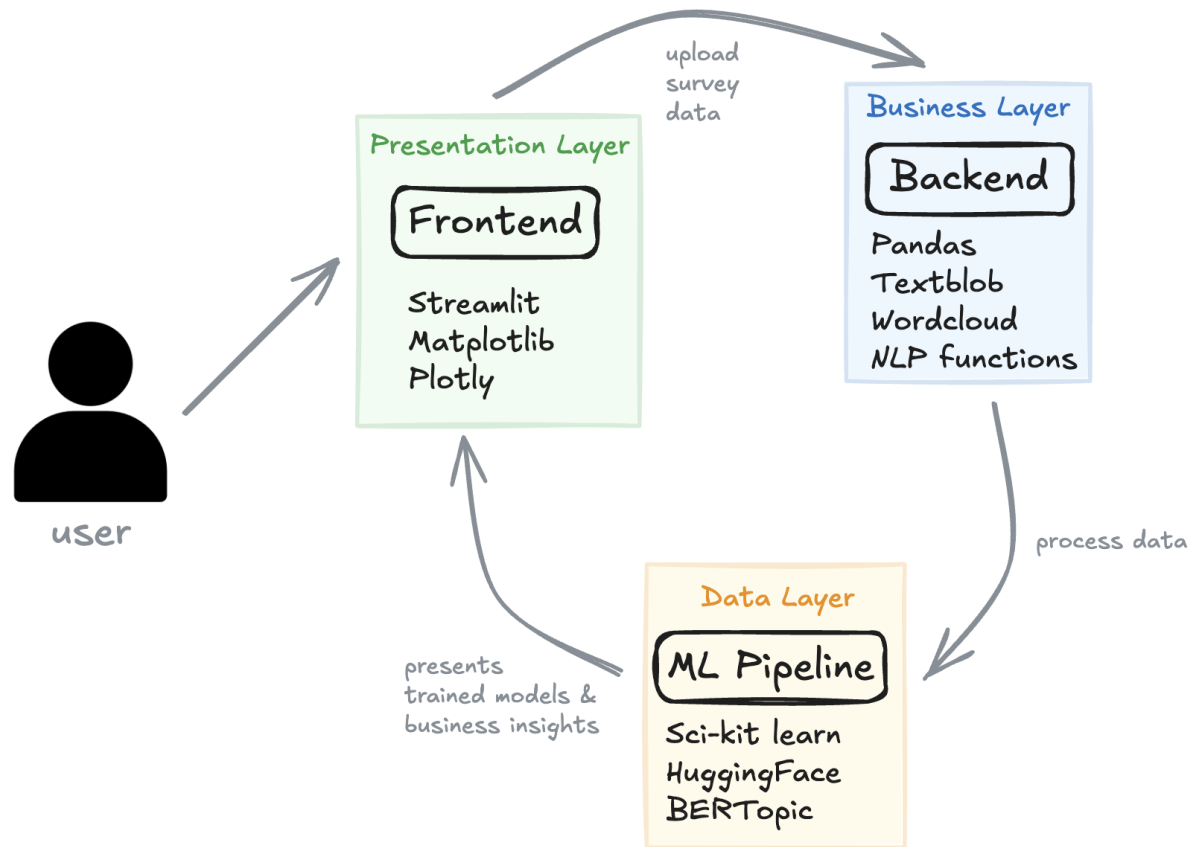 upload
survey
data
Presentation Layer
Frontend
Streamlit
Matplotlib
Plotly
Business Layer
Backend
Pandas
Textblob
Wordcloud
NLP functions
user
process data
Data Layer
ML Pipeline
Sci-kit learn
HuggingFace
BERTopic
presents
trained models &
business insights